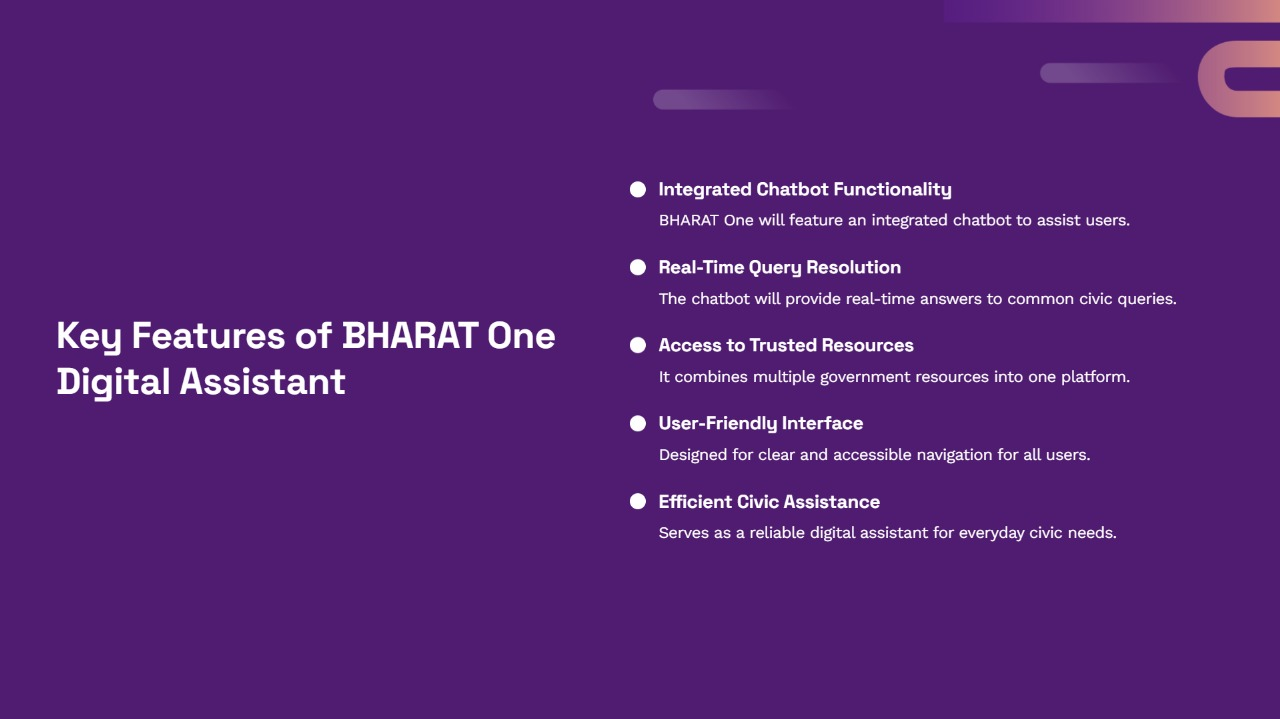 Key Features of BHARAT One
Digital Assistant
Integrated Chatbot Functionality
BHARAT One will feature an integrated chatbot to assist users.
Real-Time Query Resolution
The chatbot will provide real-time answers to common civic queries.
Access to Trusted Resources
It combines multiple government resources into one platform.
User-Friendly Interface
Designed for clear and accessible navigation for all users.
Efficient Civic Assistance
Serves as a reliable digital assistant for everyday civic needs.